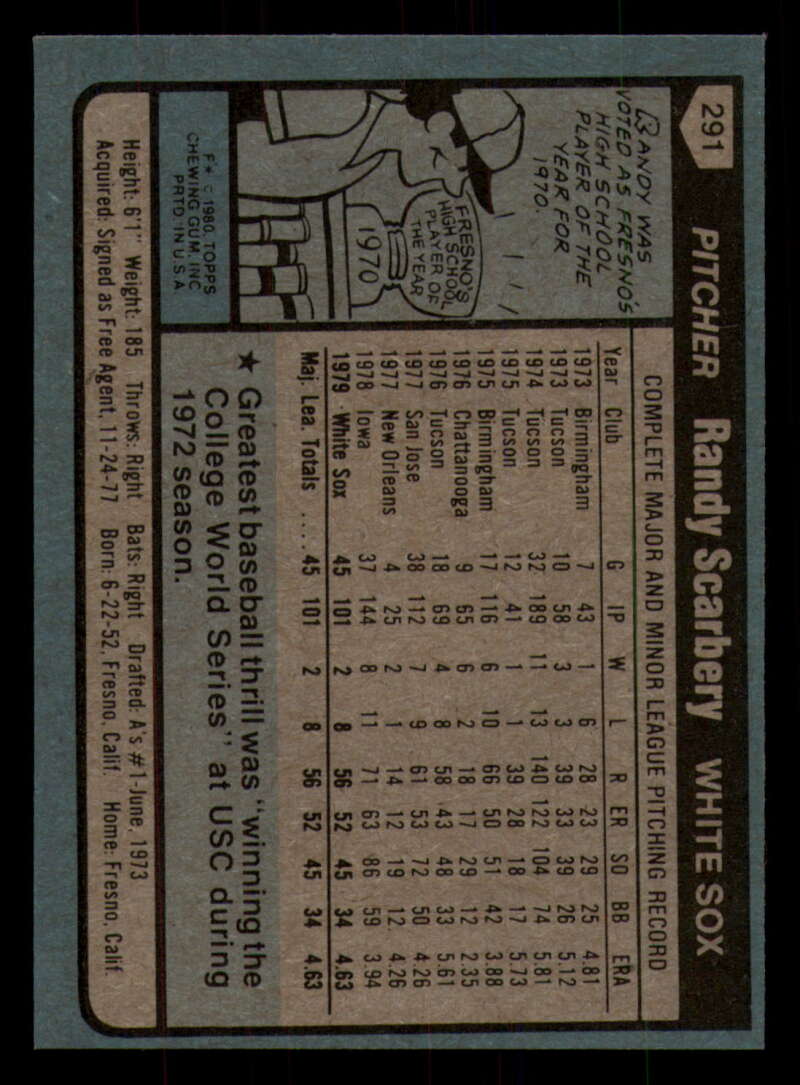 291
PITCHER Randy Scarbery WHITE SOX
RANDY WAS
VOTED AS FRESNO'S
HIGH SCHOOL
PLAYER OF THE
YEAR FOR
1970.
FRESNO'S
HIGH SCHOOL
PLAYER OF
THE YEAR
1970
F★ © 1980 TOPPS
CHEWING GUM, INC
PRTD. IN U S A
COMPLETE MAJOR AND MINOR LEAGUE PITCHING RECORD
Year Club G IP W L R ER SO BB ERA
1973 Birmingham 7 43 1 6 28 23 29 25 4.81
1973 Tucson 10 58 3 3 39 33 39 26 5.12
1974 Tucson 32 189 11 13 140 122 104 74 5.81
1975 Tucson 12 41 1 1 39 28 18 17 5.73
1975 Birmingham 17 116 6 10 66 50 51 42 3.88
1976 Chattanooga 9 65 6 2 18 17 29 12 2.35
1976 Tucson 18 69 4 8 58 43 48 33 5.61
1977 San Jose 38 112 7 9 61 53 72 50 4.26
1977 New Orleans 4 25 2 1 14 12 19 12 4.26
1978 Iowa 37 144 8 11 71 63 86 59 3.94
1979 White Sox 45 101 2 8 56 52 45 34 4.63
Maj. Lea. Totals .... 45 101 2 8 56 52 45 34 4.63
★ Greatest baseball thrill was "winning the
College World Series" at USC during
1972 season.
Height: 6'1" Weight: 185 Throws: Right Bats: Right Drafted: A's #1-June, 1973
Acquired: Signed as Free Agent, 11-24-77 Born: 6-22-52, Fresno, Calif. Home: Fresno, Calif.